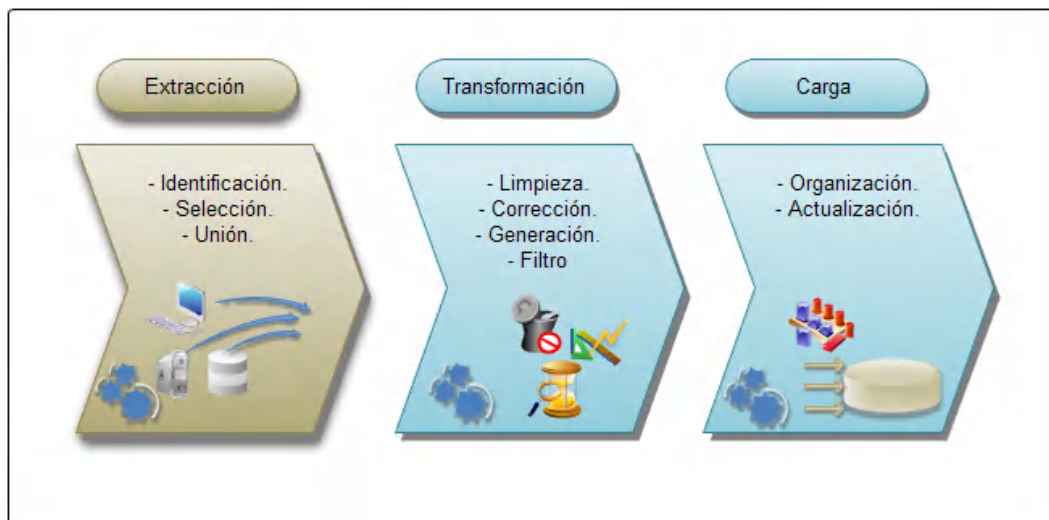 Extracción
- Identificación.
- Selección.
- Unión.
Transformación
- Limpieza.
- Corrección.
- Generación.
- Filtro
Carga
- Organización.
- Actualización.